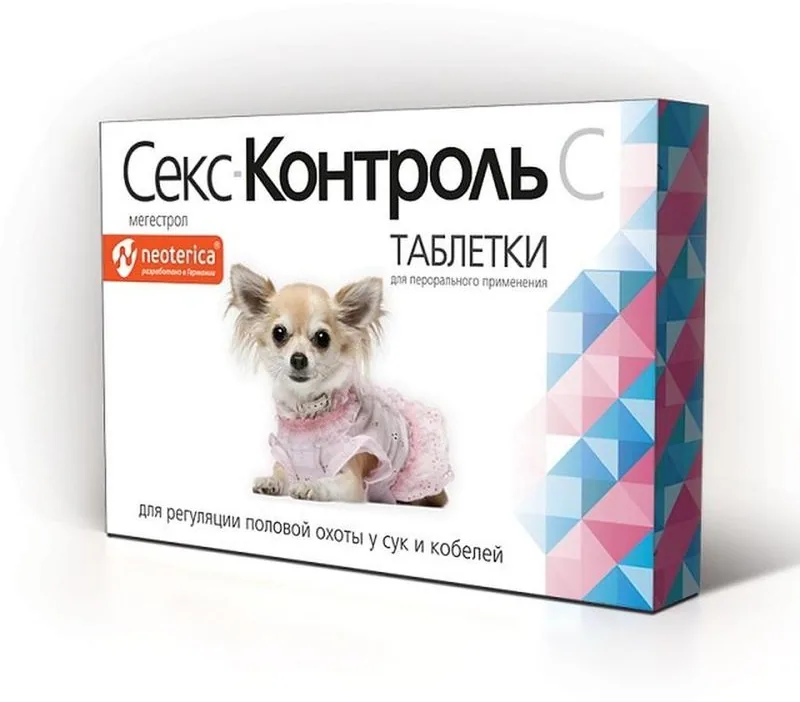 Секс-Контроль С
мегестрол
neoterica®
разработано в Германии
ТАБЛЕТКИ
для перорального применения
для регуляции половой охоты у сук и кобелей